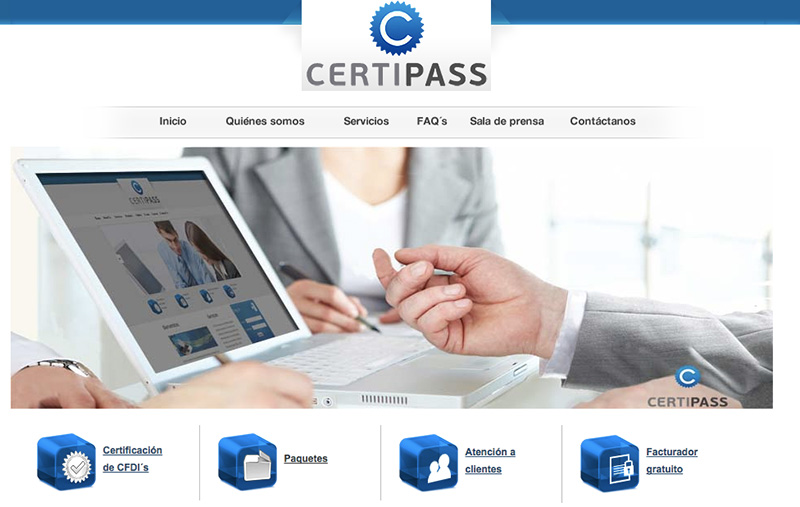 C
CERTIPASS
Inicio Quiénes somos Servicios FAQ´s Sala de prensa Contáctanos
CERTIPASS
C
CERTIPASS
Certificación
de CFDI´s
Paquetes
Atención a
clientes
Facturador
gratuito